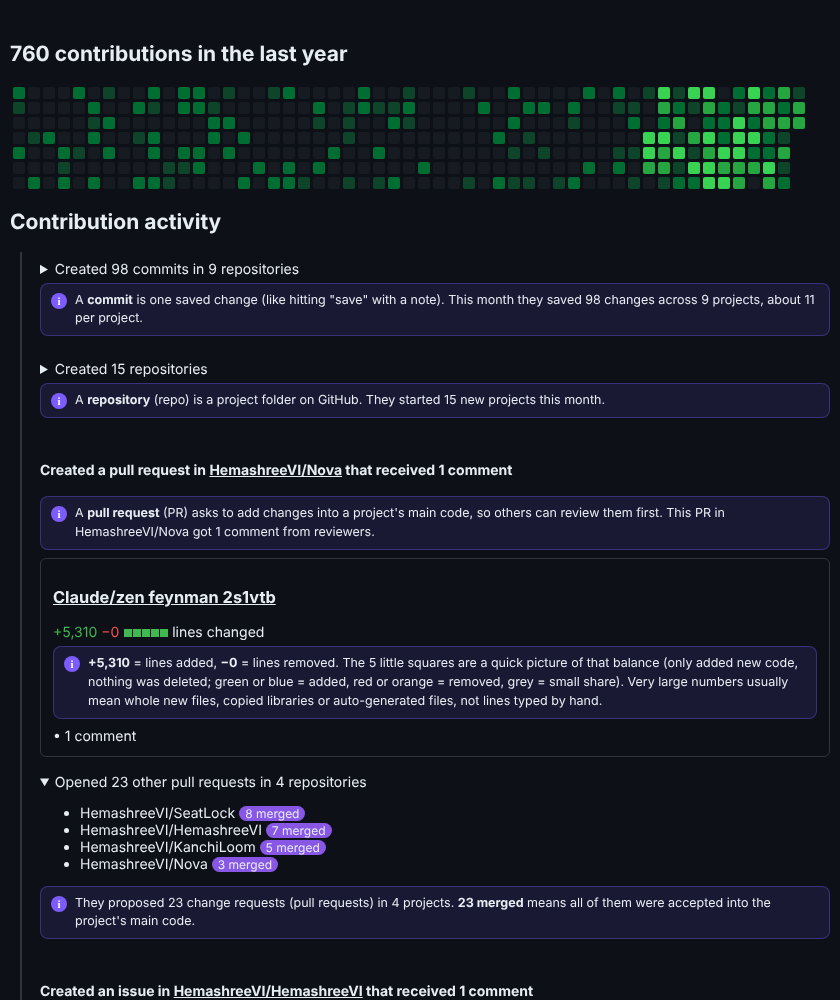 760 contributions in the last year
Contribution activity
Created 98 commits in 9 repositories
i A commit is one saved change (like hitting "save" with a note). This month they saved 98 changes across 9 projects, about 11
per project.
Created 15 repositories
i A repository (repo) is a project folder on GitHub. They started 15 new projects this month.
Created a pull request in HemashreeVI/Nova that received 1 comment
i A pull request (PR) asks to add changes into a project's main code, so others can review them first. This PR in
HemashreeVI/Nova got 1 comment from reviewers.
Claude/zen feynman 2s1vtb
+5,310 −0 lines changed
i +5,310 = lines added, −0 = lines removed. The 5 little squares are a quick picture of that balance (only added new code,
nothing was deleted; green or blue = added, red or orange = removed, grey = small share). Very large numbers usually
mean whole new files, copied libraries or auto-generated files, not lines typed by hand.
• 1 comment
Opened 23 other pull requests in 4 repositories
• HemashreeVI/SeatLock 8 merged
• HemashreeVI/HemashreeVI 7 merged
• HemashreeVI/KanchiLoom 5 merged
• HemashreeVI/Nova 3 merged
i They proposed 23 change requests (pull requests) in 4 projects. 23 merged means all of them were accepted into the
project's main code.
Created an issue in HemashreeVI/HemashreeVI that received 1 comment